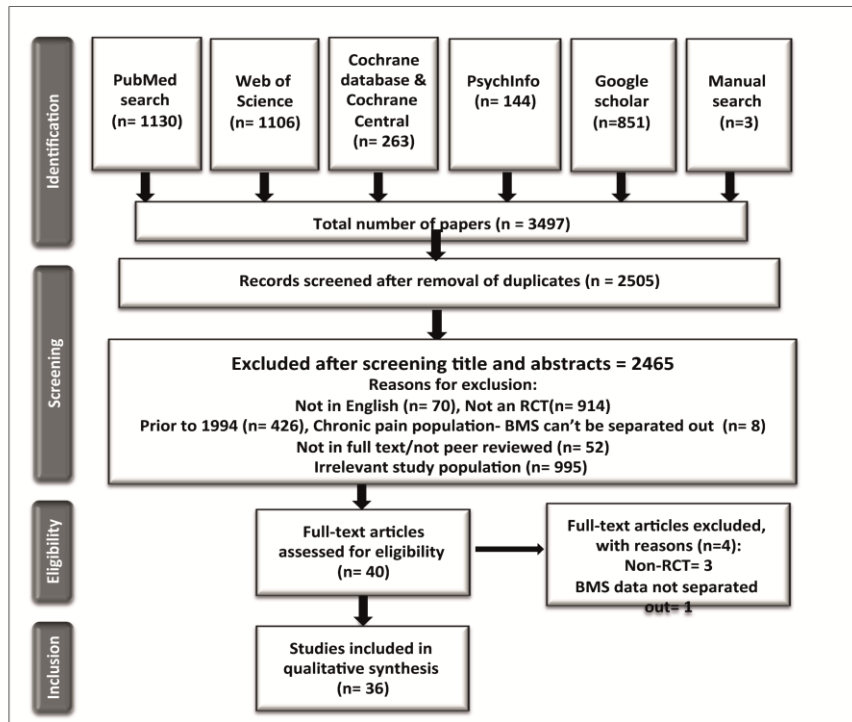 Identification
PubMed
search
(n= 1130)
Web of
Science
(n= 1106)
Cochrane
database &
Cochrane
Central
(n= 263)
PsychInfo
(n= 144)
Google
scholar
(n=851)
Manual
search
(n=3)
Total number of papers (n = 3497)
Screening
Records screened after removal of duplicates (n = 2505)
Excluded after screening title and abstracts = 2465
Reasons for exclusion:
Not in English (n= 70), Not an RCT(n= 914)
Prior to 1994 (n= 426), Chronic pain population- BMS can't be separated out (n= 8)
Not in full text/not peer reviewed (n= 52)
Irrelevant study population (n= 995)
Eligibility
Full-text articles
assessed for eligibility
(n= 40)
Full-text articles excluded,
with reasons (n=4):
Non-RCT= 3
BMS data not separated
out= 1
Inclusion
Studies included in
qualitative synthesis
(n= 36)